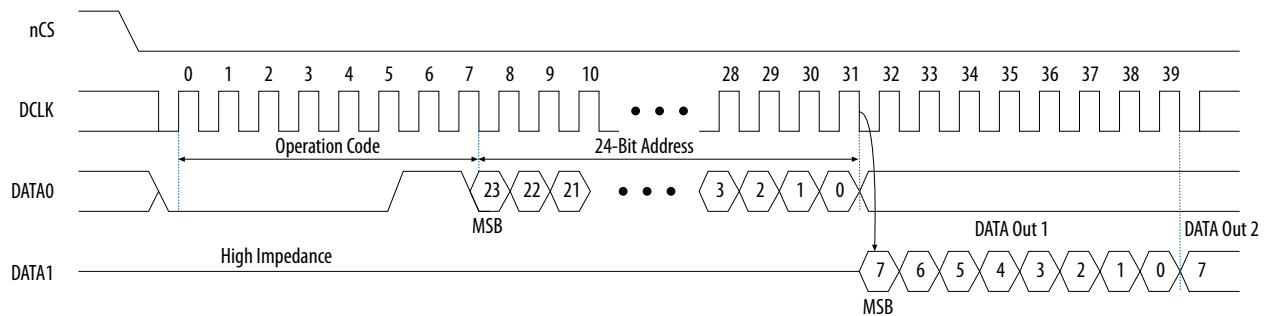 nCS
0 1 2 3 4 5 6 7 8 9 10 28 29 30 31 32 33 34 35 36 37 38 39
DCLK
Operation Code 24-Bit Address
DATA0 23 22 21 3 2 1 0
MSB DATA Out 1 DATA Out 2
High Impedance
DATA1 7 6 5 4 3 2 1 0 7
MSB